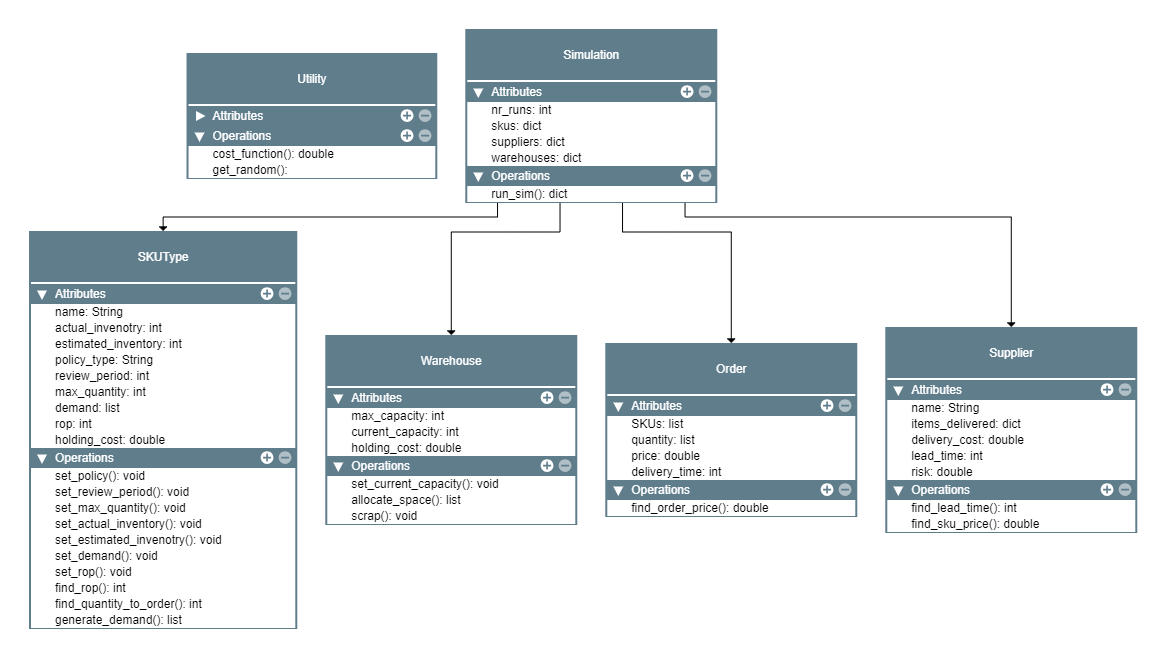 Utility
Attributes
Operations
cost_function(): double
get_random():
Simulation
Attributes
nr_runs: int
skus: dict
suppliers: dict
warehouses: dict
Operations
run_sim(): dict
SKUType
Attributes
name: String
actual_invenotry: int
estimated_inventory: int
policy_type: String
review_period: int
max_quantity: int
demand: list
rop: int
holding_cost: double
Operations
set_policy(): void
set_review_period(): void
set_max_quantity(): void
set_actual_inventory(): void
set_estimated_invenotry(): void
set_demand(): void
set_rop(): void
find_rop(): int
find_quantity_to_order(): int
generate_demand(): list
Warehouse
Attributes
max_capacity: int
current_capacity: int
holding_cost: double
Operations
set_current_capacity(): void
allocate_space(): list
scrap(): void
Order
Attributes
SKUs: list
quantity: list
price: double
delivery_time: int
Operations
find_order_price(): double
Supplier
Attributes
name: String
items_delivered: dict
delivery_cost: double
lead_time: int
risk: double
Operations
find_lead_time(): int
find_sku_price(): double